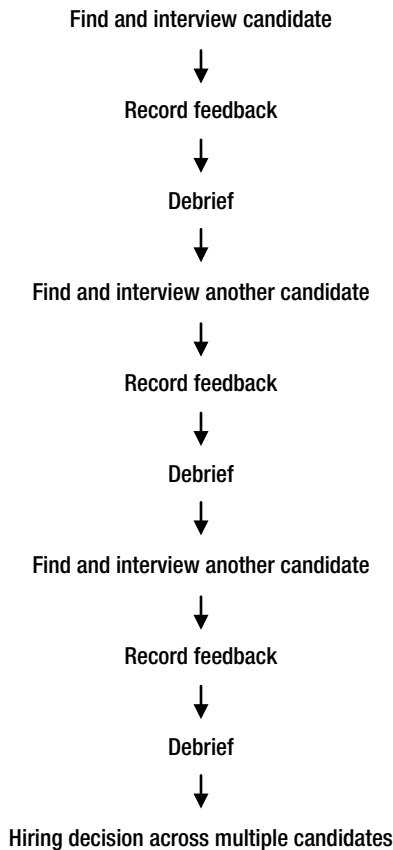 Find and interview candidate
Record feedback
Debrief
Find and interview another candidate
Record feedback
Debrief
Find and interview another candidate
Record feedback
Debrief
Hiring decision across multiple candidates